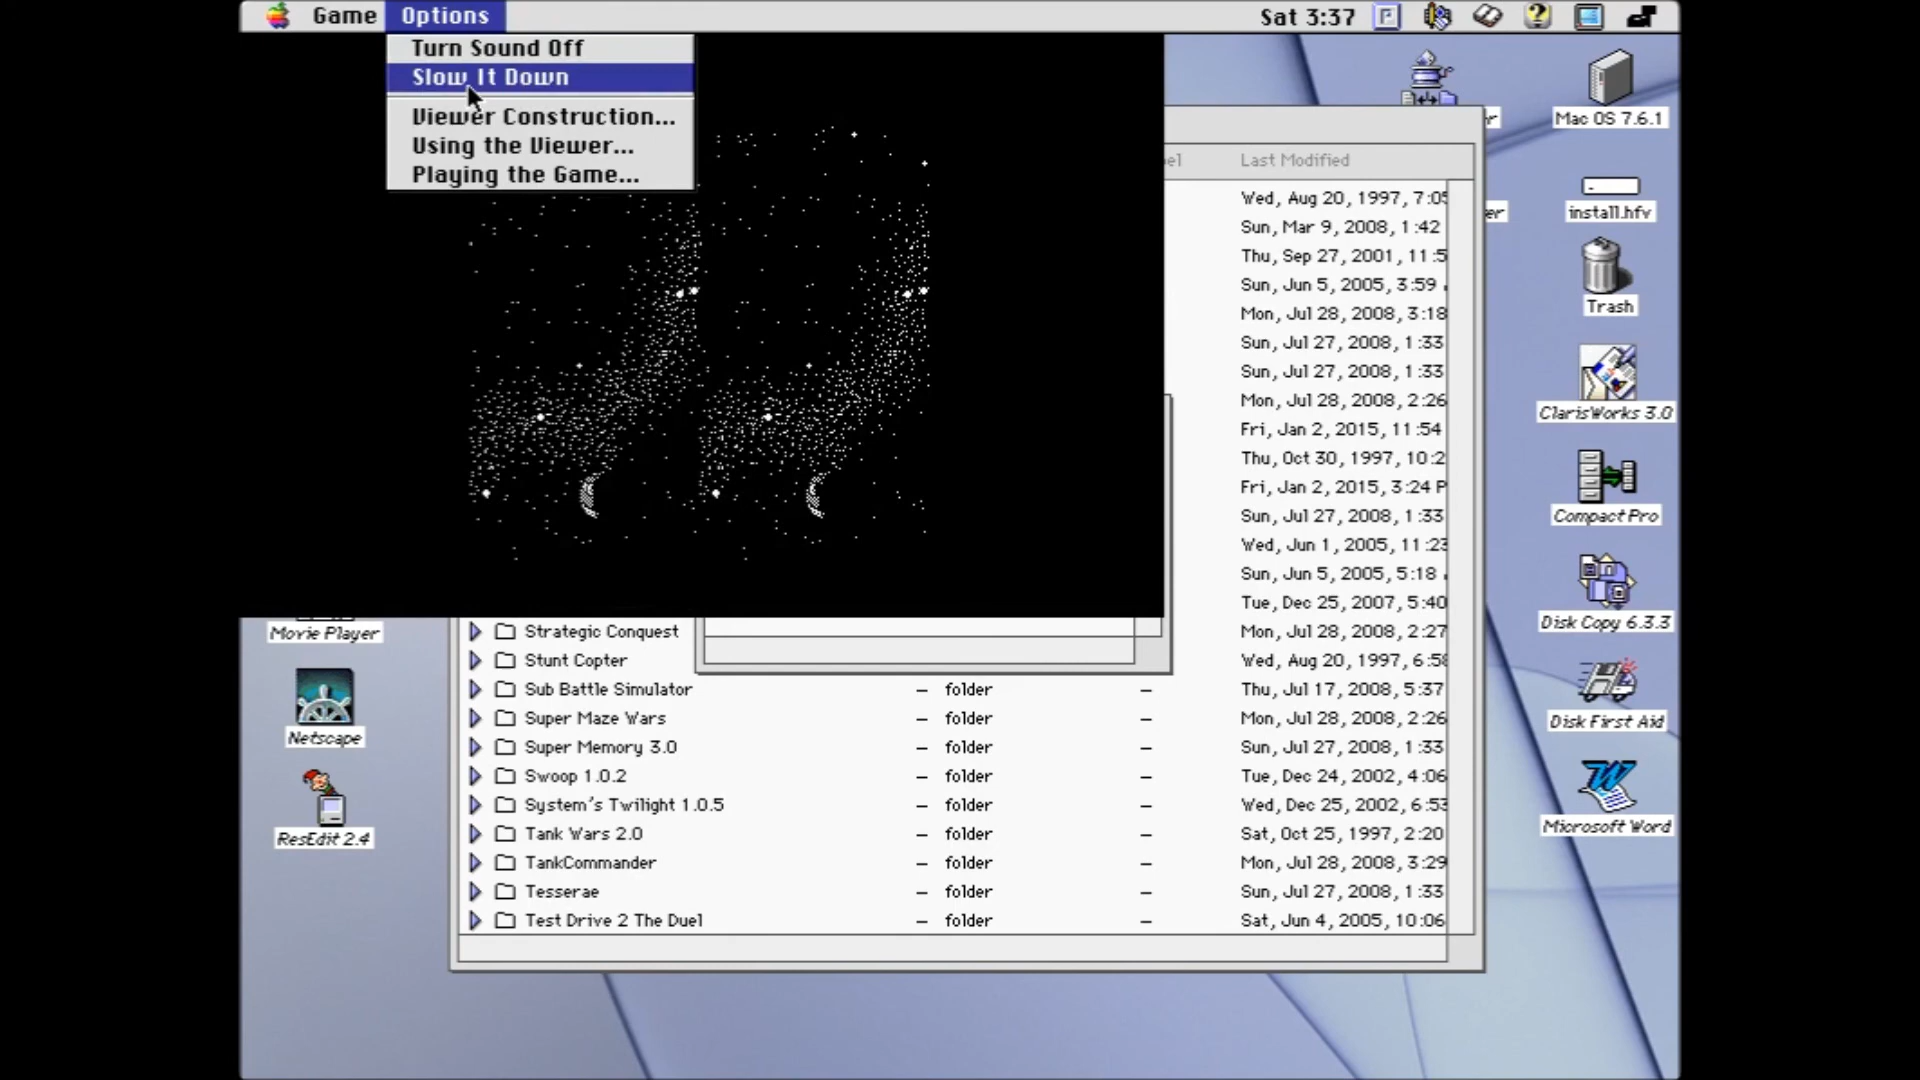 Game Options
Sat 3:37
Turn Sound Off
Slow It Down
Viewer Construction...
Using the Viewer...
Playing the Game...
Mac OS 7.6.1
Last Modified
Wed, Aug 20, 1997, 7:05
install.hfv
Sun, Mar 9, 2008, 1:42
Thu, Sep 27, 2001, 11:5
Sun, Jun 5, 2005, 3:59
Trash
Mon, Jul 28, 2008, 3:18
Sun, Jul 27, 2008, 1:33
Sun, Jul 27, 2008, 1:33
Mon, Jul 28, 2008, 2:26
ClarisWorks 3.0
Fri, Jan 2, 2015, 11:54
Thu, Oct 30, 1997, 10:2
Fri, Jan 2, 2015, 3:24 P
Sun, Jul 27, 2008, 1:33
Compact Pro
Wed, Jun 1, 2005, 11:23
Sun, Jun 5, 2005, 5:18
Tue, Dec 25, 2007, 5:40
Disk Copy 6.3.3
Movie Player
Strategic Conquest Mon, Jul 28, 2008, 2:27
Stunt Copter Wed, Aug 20, 1997, 6:58
Sub Battle Simulator – folder – Thu, Jul 17, 2008, 5:37
Super Maze Wars – folder – Mon, Jul 28, 2008, 2:26
Disk First Aid
Netscape
Super Memory 3.0 – folder – Sun, Jul 27, 2008, 1:33
Swoop 1.0.2 – folder – Tue, Dec 24, 2002, 4:06
System's Twilight 1.0.5 – folder – Wed, Dec 25, 2002, 6:53
Microsoft Word
Tank Wars 2.0 – folder – Sat, Oct 25, 1997, 2:20
ResEdit 2.4
TankCommander – folder – Mon, Jul 28, 2008, 3:29
Tesserae – folder – Sun, Jul 27, 2008, 1:33
Test Drive 2 The Duel – folder – Sat, Jun 4, 2005, 10:06